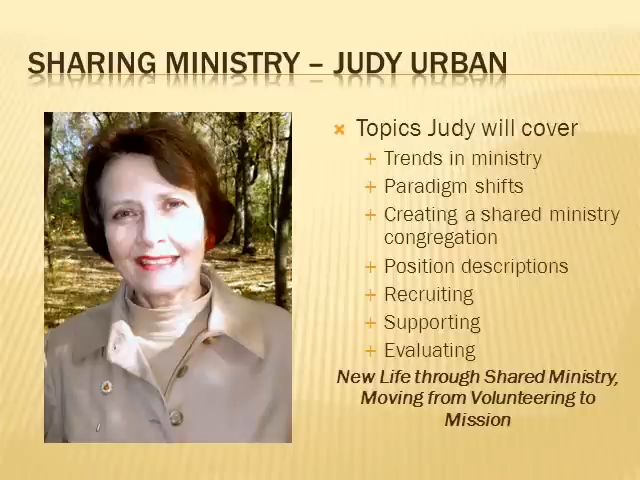 SHARING MINISTRY – JUDY URBAN
Topics Judy will cover
Trends in ministry
Paradigm shifts
Creating a shared ministry
congregation
Position descriptions
Recruiting
Supporting
Evaluating
New Life through Shared Ministry,
Moving from Volunteering to
Mission